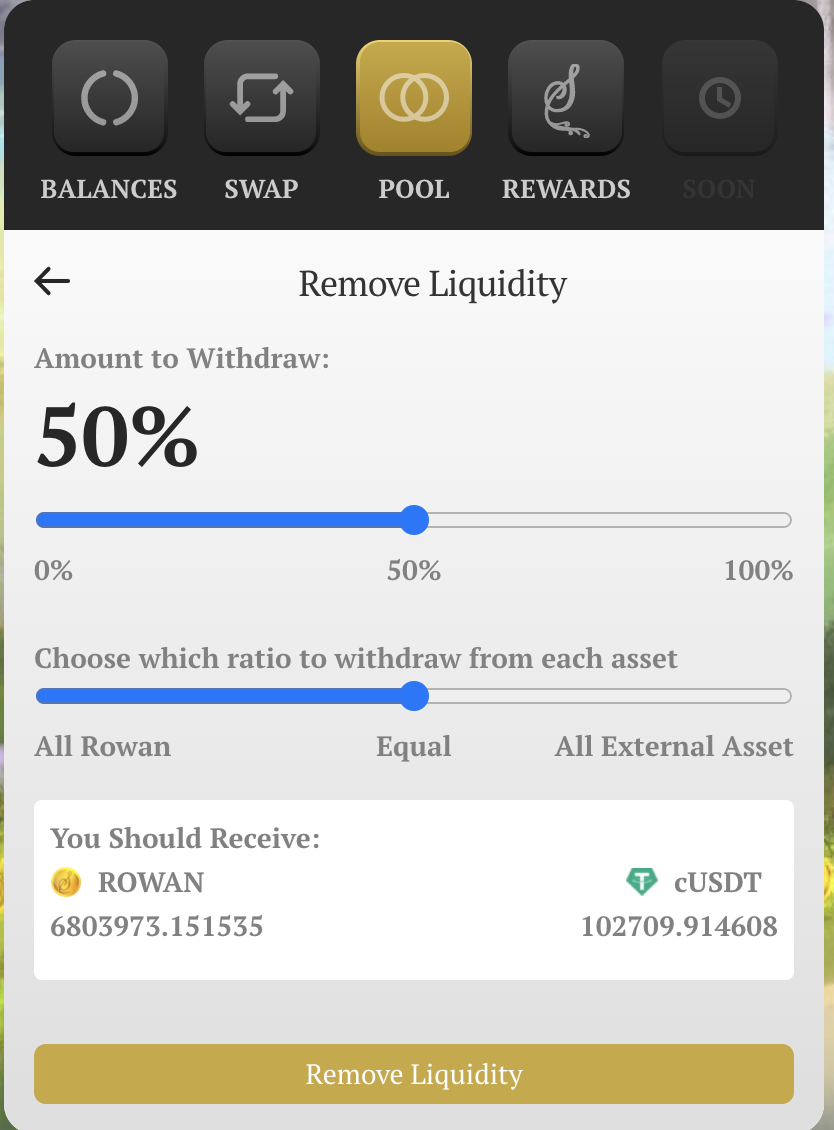 BALANCES SWAP POOL REWARDS SOON
Remove Liquidity
Amount to Withdraw:
50%
0% 50% 100%
Choose which ratio to withdraw from each asset
All Rowan Equal All External Asset
You Should Receive:
ROWAN cUSDT
6803973.151535 102709.914608
Remove Liquidity